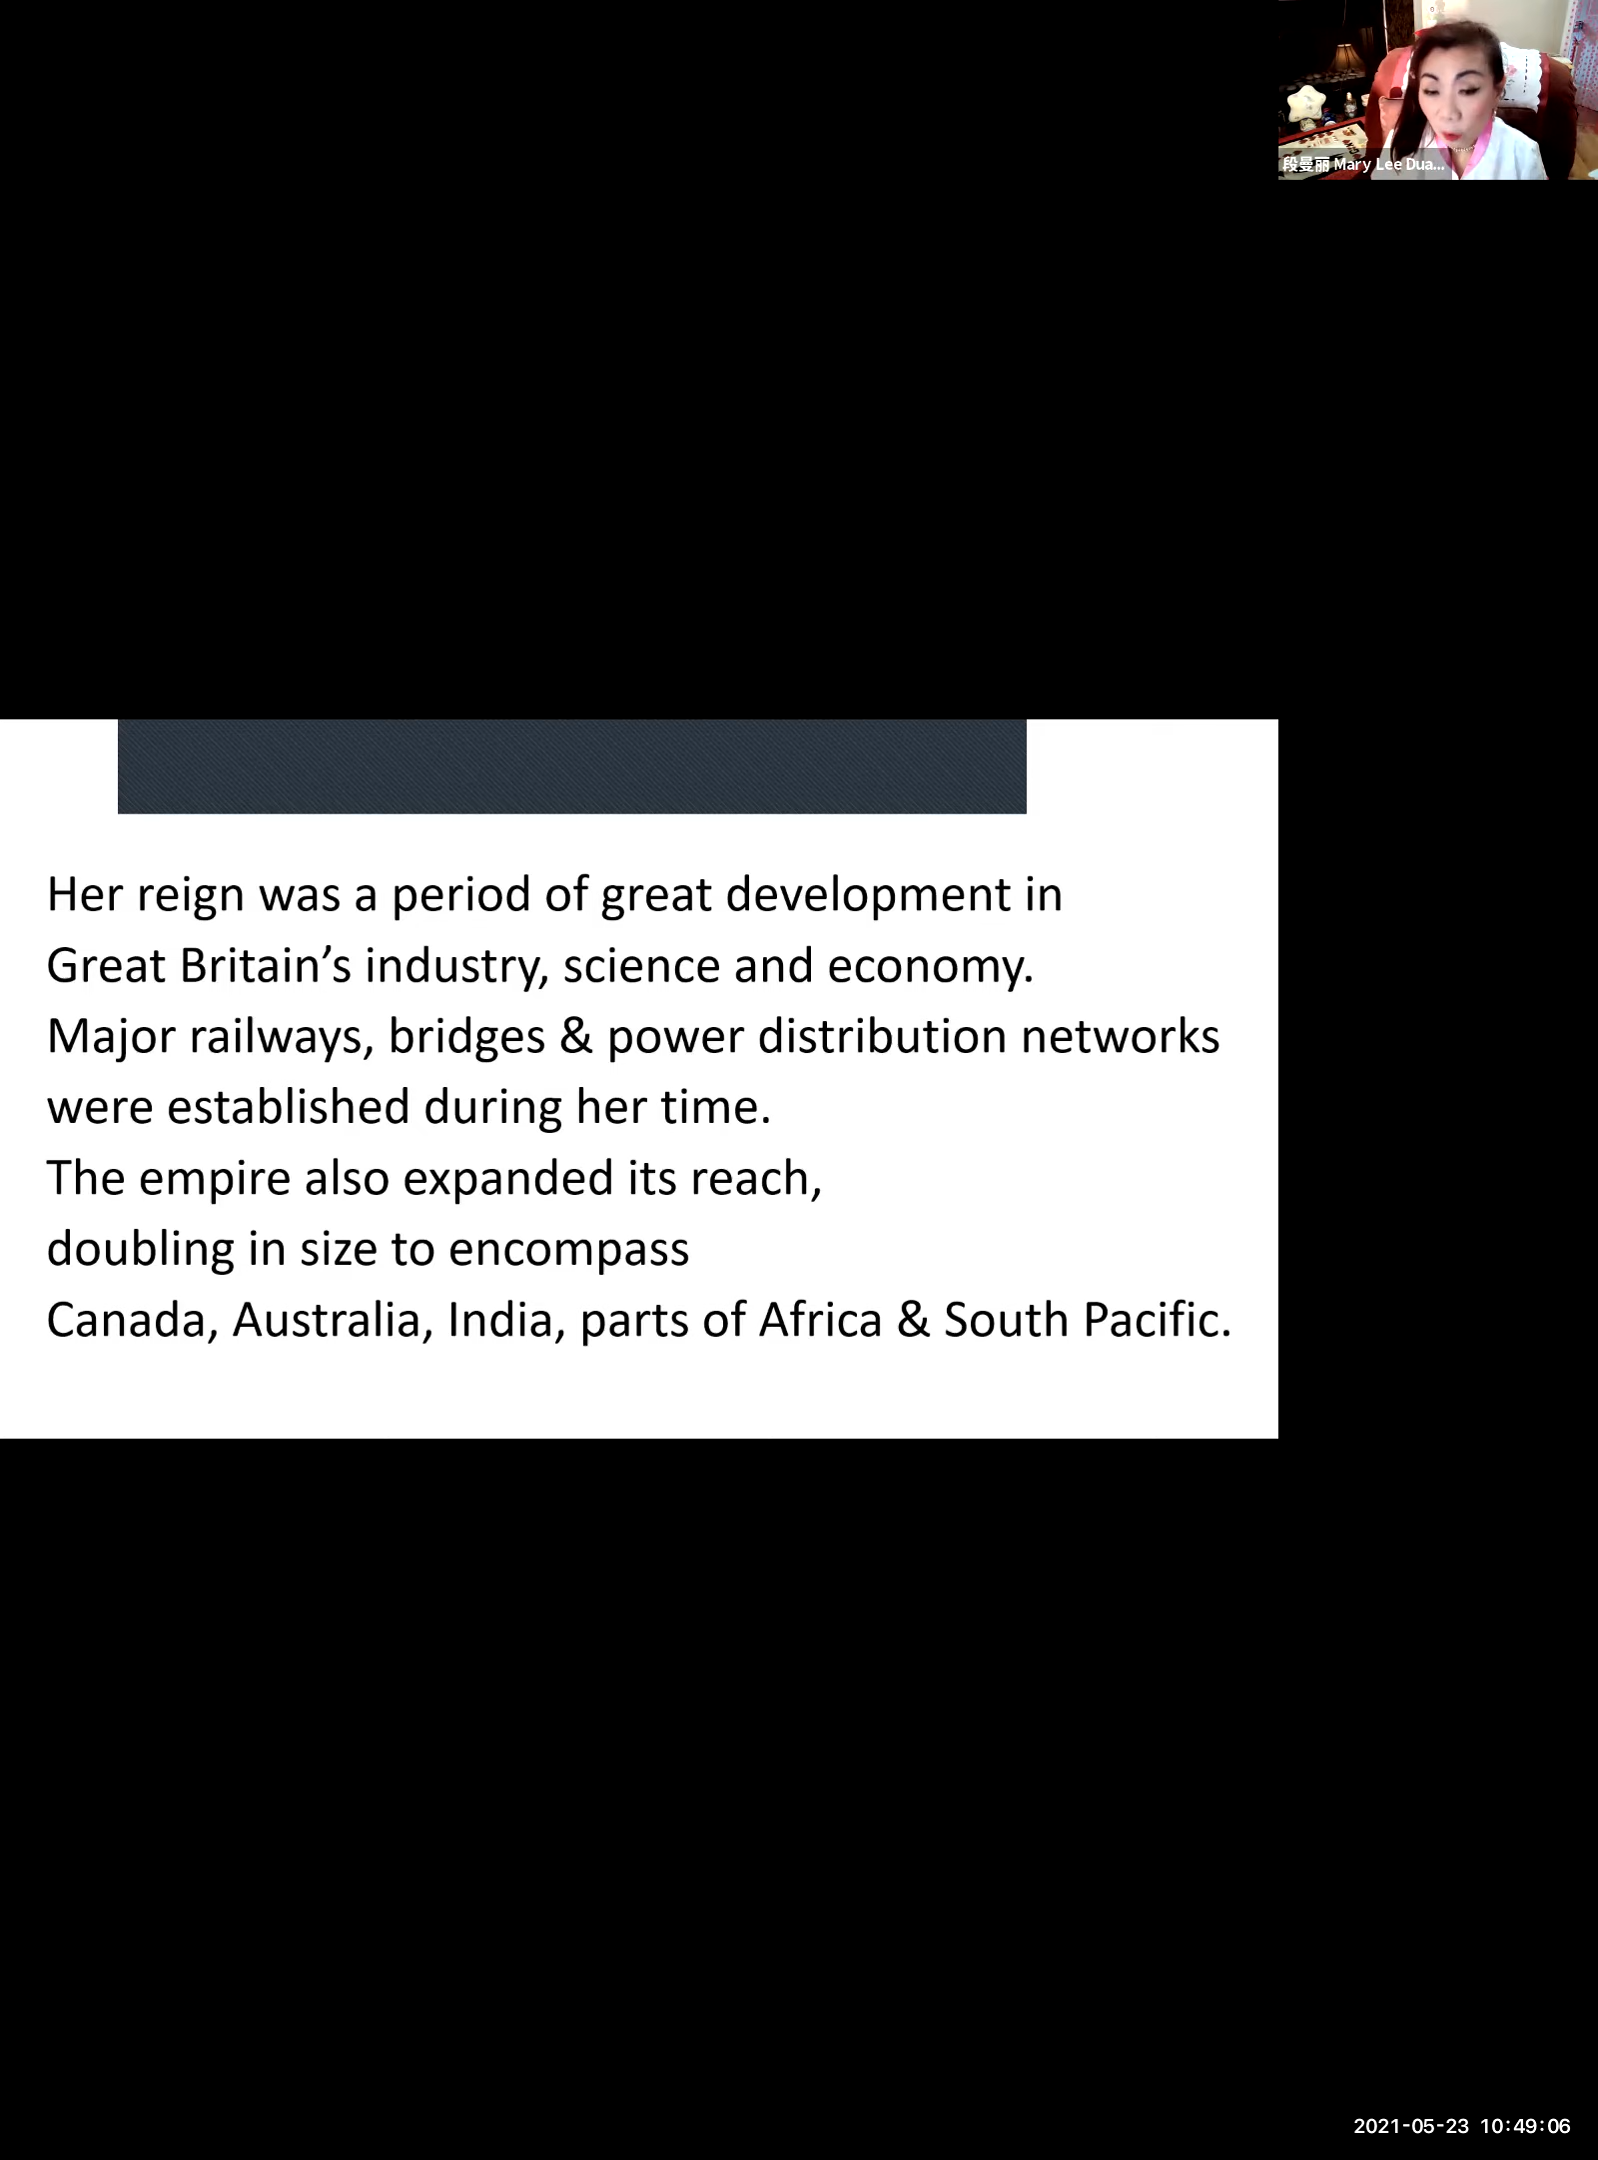 段曼丽 Mary Lee Dua...
Her reign was a period of great development in
Great Britain’s industry, science and economy.
Major railways, bridges & power distribution networks
were established during her time.
The empire also expanded its reach,
doubling in size to encompass
Canada, Australia, India, parts of Africa & South Pacific.
2021-05-23 10:49:06